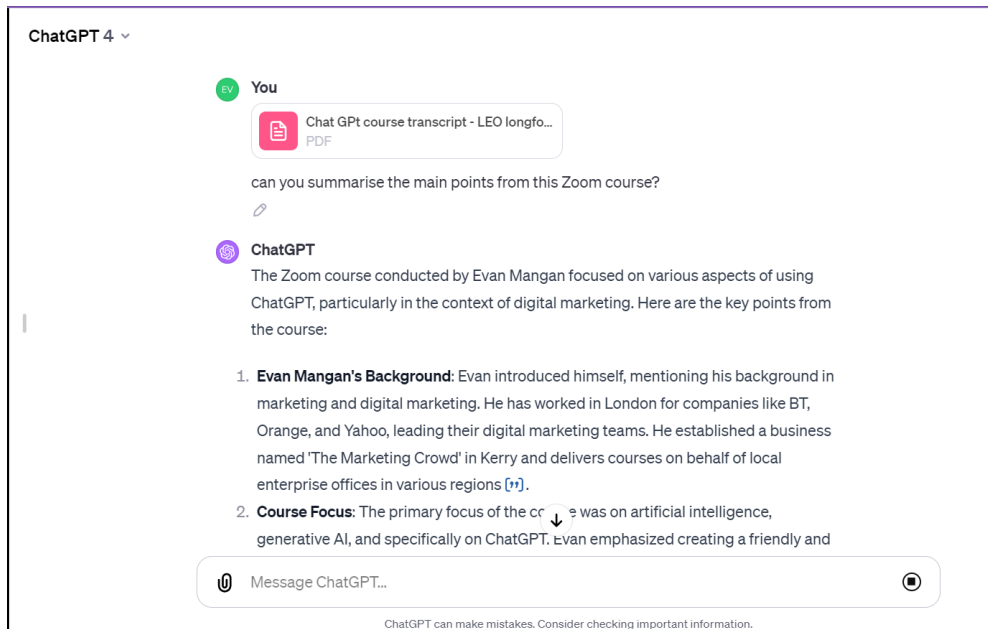 ChatGPT 4
EV
You
Chat GPt course transcript - LEO longfo...
PDF
can you summarise the main points from this Zoom course?
ChatGPT
The Zoom course conducted by Evan Mangan focused on various aspects of using
ChatGPT, particularly in the context of digital marketing. Here are the key points from
the course:
1. Evan Mangan's Background: Evan introduced himself, mentioning his background in
marketing and digital marketing. He has worked in London for companies like BT,
Orange, and Yahoo, leading their digital marketing teams. He established a business
named 'The Marketing Crowd' in Kerry and delivers courses on behalf of local
enterprise offices in various regions ["].
2. Course Focus: The primary focus of the course was on artificial intelligence,
generative AI, and specifically on ChatGPT. Evan emphasized creating a friendly and
Message ChatGPT...
ChatGPT can make mistakes. Consider checking important information.